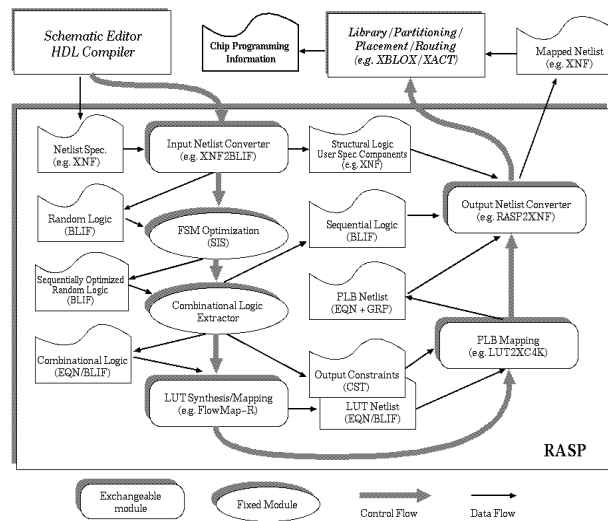 Schematic Editor
HDL Compiler
Chip Programming
Information
Library/Partitioning/
Placement/Routing
(e.g. XBLOX/XACT)
Mapped Netlist
(e.g. XNF)
Netlist Spec.
(e.g. XNF)
Input Netlist Converter
(e.g. XNF2BLIF)
Structural Logic
User Spec Components
(e.g. XNF)
Random Logic
(BLIF)
FSM Optimization
(SIS)
Sequential Logic
(BLIF)
Output Netlist Converter
(e.g. RASP2XNF)
Sequentially Optimized
Random Logic
(BLIF)
Combinational Logic
Extractor
PLB Netlist
(EQN + GRP)
Combinational Logic
(EQN/BLIF)
PLB Mapping
(e.g. LUT2XC4K)
Output Constraints
(CST)
LUT Synthesis/Mapping
(e.g. FlowMap-R)
LUT Netlist
(EQN/BLIF)
RASP
Exchangeable
module
Fixed Module
Control Flow
Data Flow